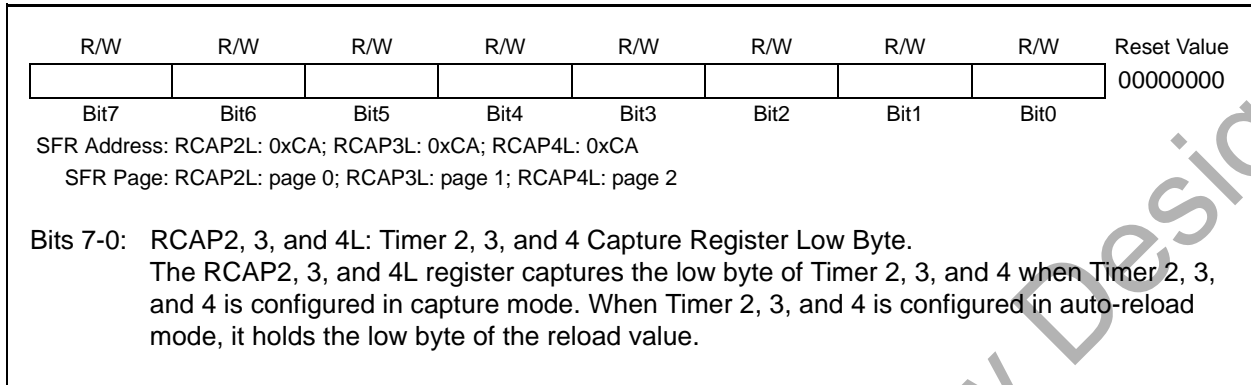 R/W R/W R/W R/W R/W R/W R/W R/W Reset Value
00000000
Bit7 Bit6 Bit5 Bit4 Bit3 Bit2 Bit1 Bit0
SFR Address: RCAP2L: 0xCA; RCAP3L: 0xCA; RCAP4L: 0xCA
SFR Page: RCAP2L: page 0; RCAP3L: page 1; RCAP4L: page 2
Bits 7-0: RCAP2, 3, and 4L: Timer 2, 3, and 4 Capture Register Low Byte.
The RCAP2, 3, and 4L register captures the low byte of Timer 2, 3, and 4 when Timer 2, 3,
and 4 is configured in capture mode. When Timer 2, 3, and 4 is configured in auto-reload
mode, it holds the low byte of the reload value.